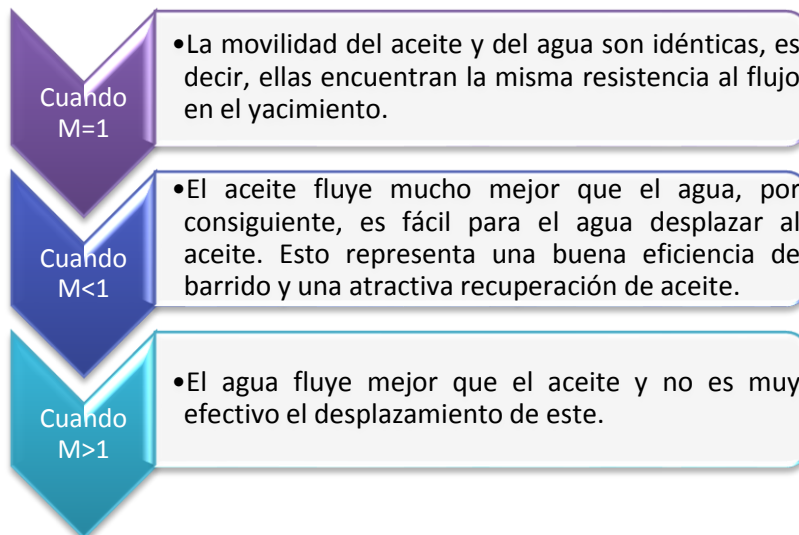 Cuando
M=1
•La movilidad del aceite y del agua son idénticas, es
decir, ellas encuentran la misma resistencia al flujo
en el yacimiento.
Cuando
M<1
•El aceite fluye mucho mejor que el agua, por
consiguiente, es fácil para el agua desplazar al
aceite. Esto representa una buena eficiencia de
barrido y una atractiva recuperación de aceite.
Cuando
M>1
•El agua fluye mejor que el aceite y no es muy
efectivo el desplazamiento de este.